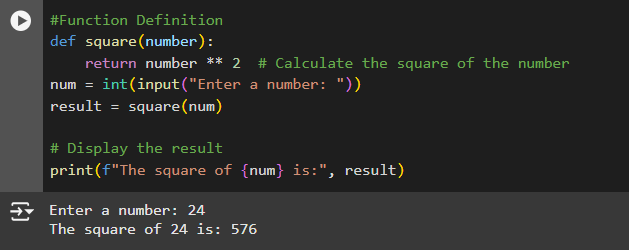 #Function Definition
def square(number):
    return number ** 2  # Calculate the square of the number
num = int(input("Enter a number: "))
result = square(num)

# Display the result
print(f"The square of {num} is:", result)
Enter a number: 24
The square of 24 is: 576